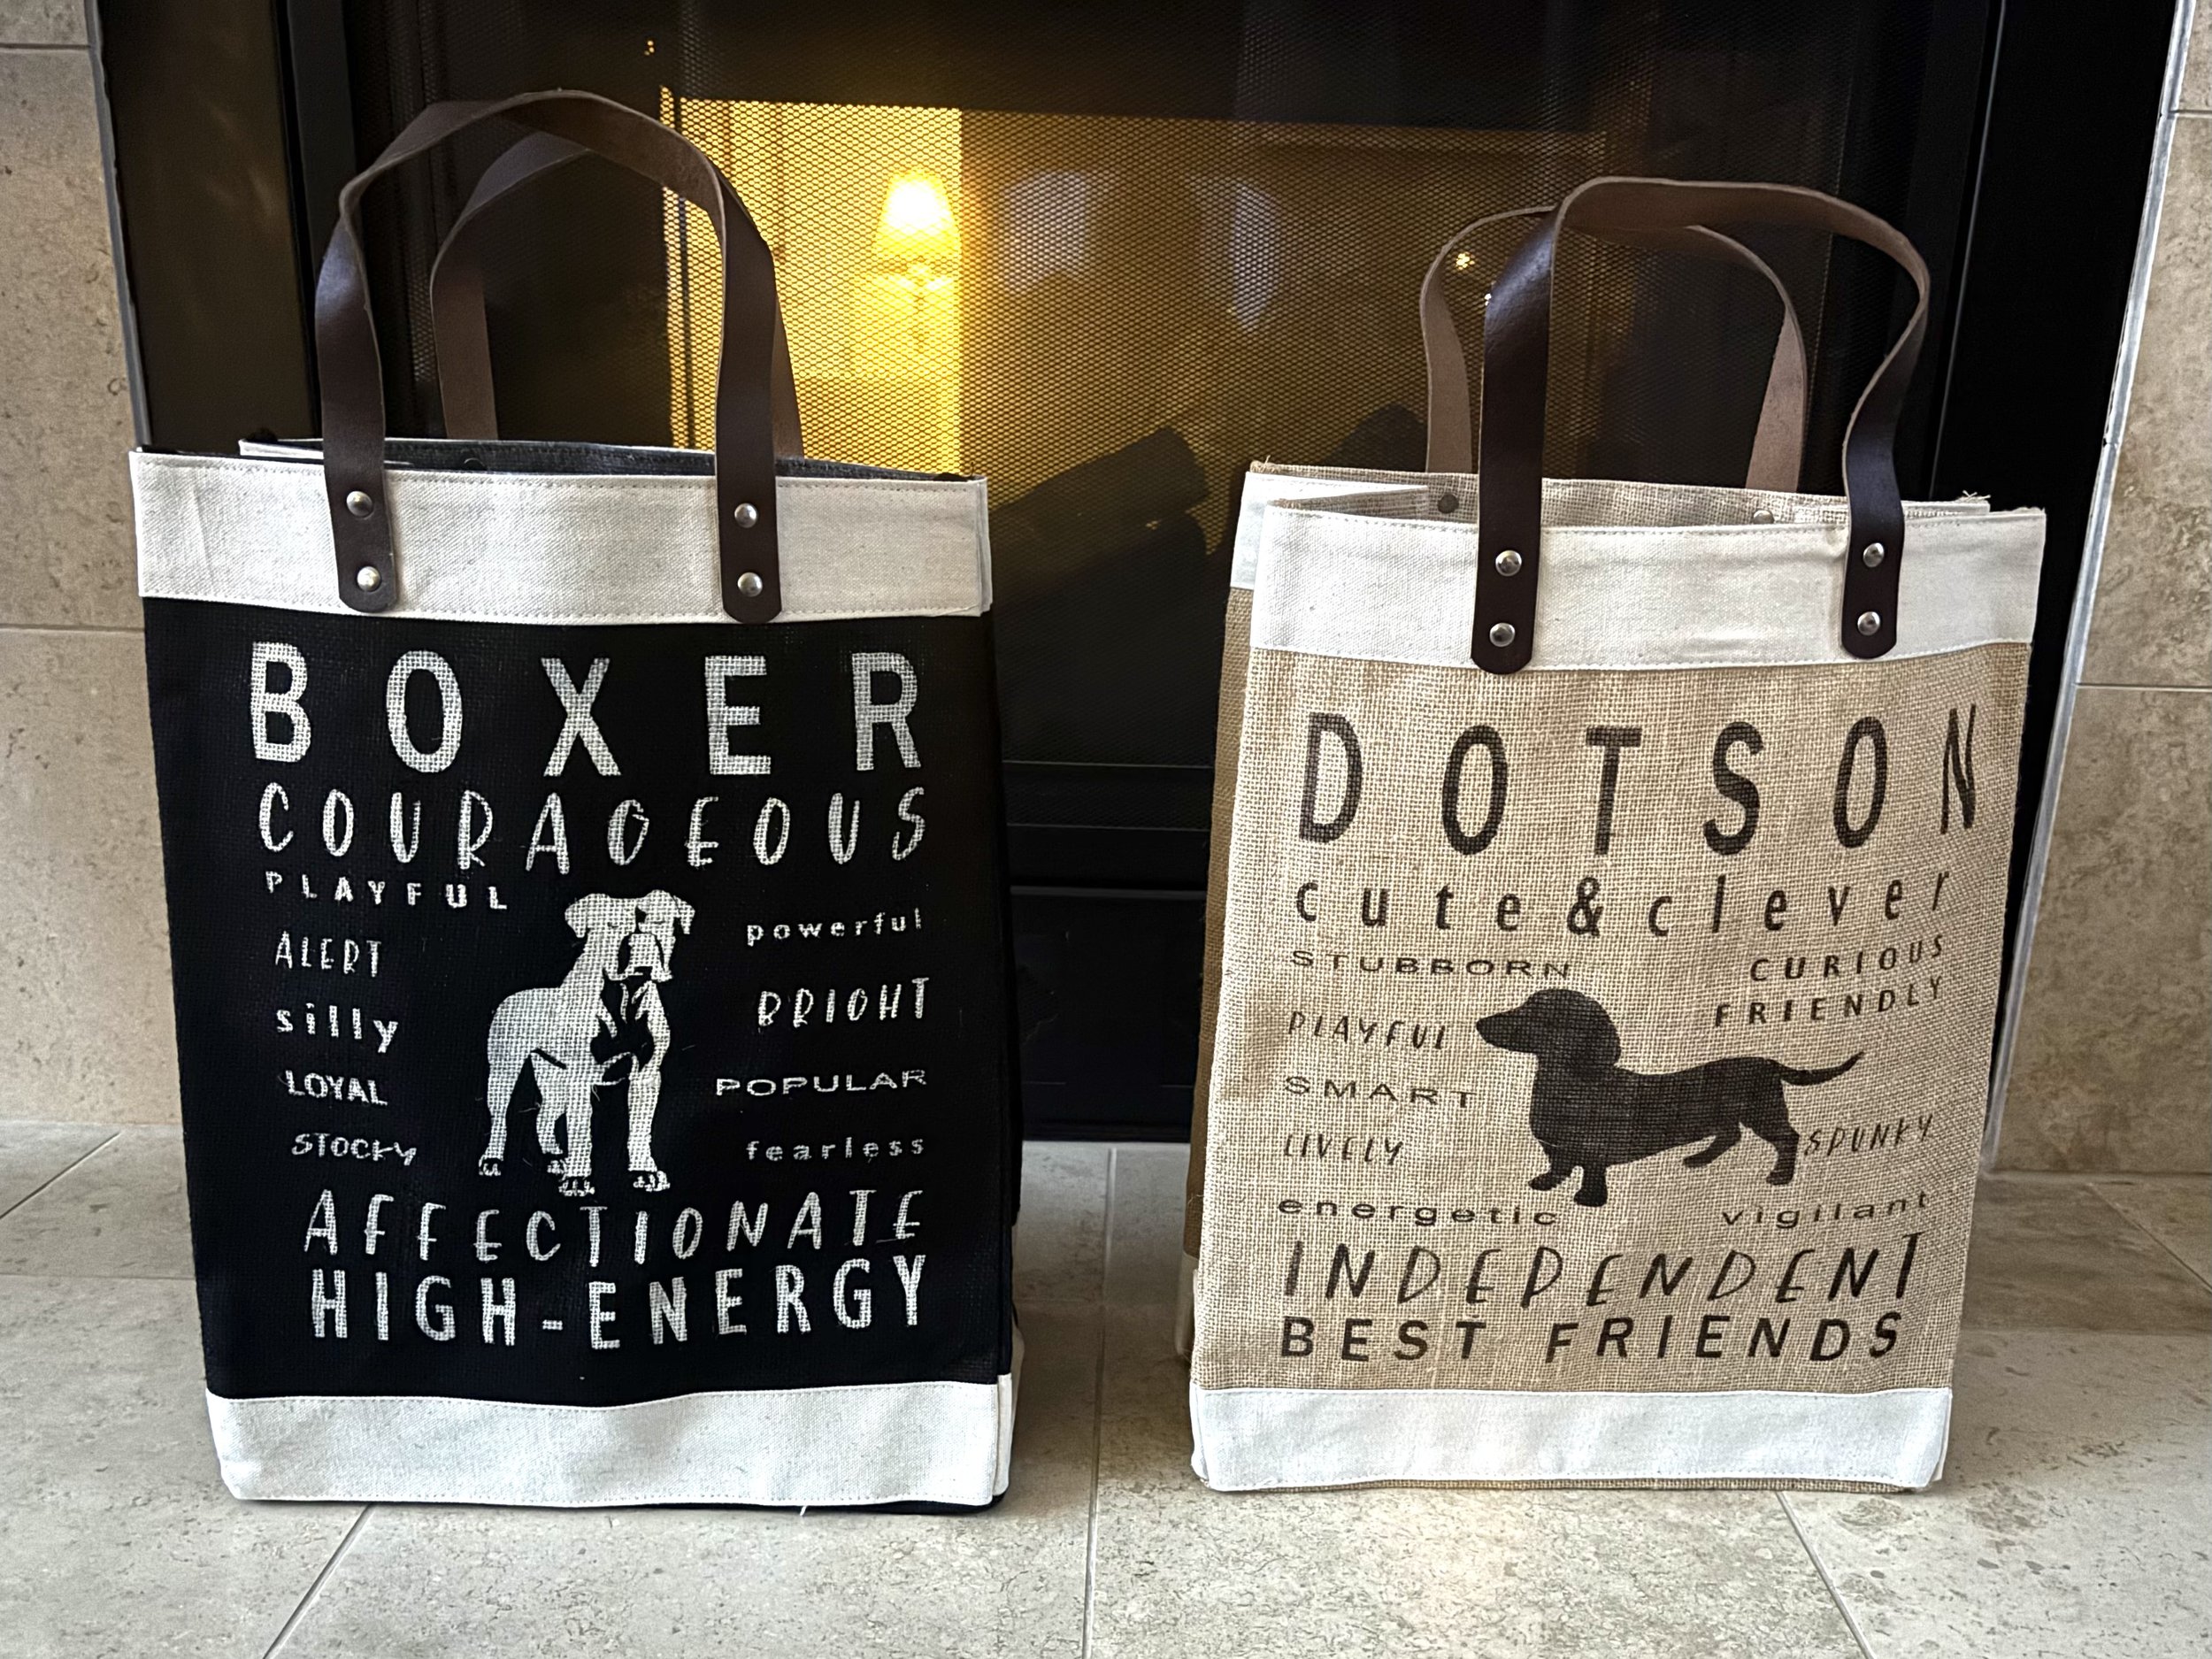 BOXER
COURAGEOUS
PLAYFUL
powerful
ALERT
BRIGHT
silly
LOYAL
POPULAR
STOCKY
fearless
AFFECTIONATE
HIGH-ENERGY
DOTSON
cute&clever
STUBBORN
CURIOUS
FRIENDLY
PLAYFUL
SMART
LIVELY
SPUNKY
energetic
vigilant
INDEPENDENT
BEST FRIENDS